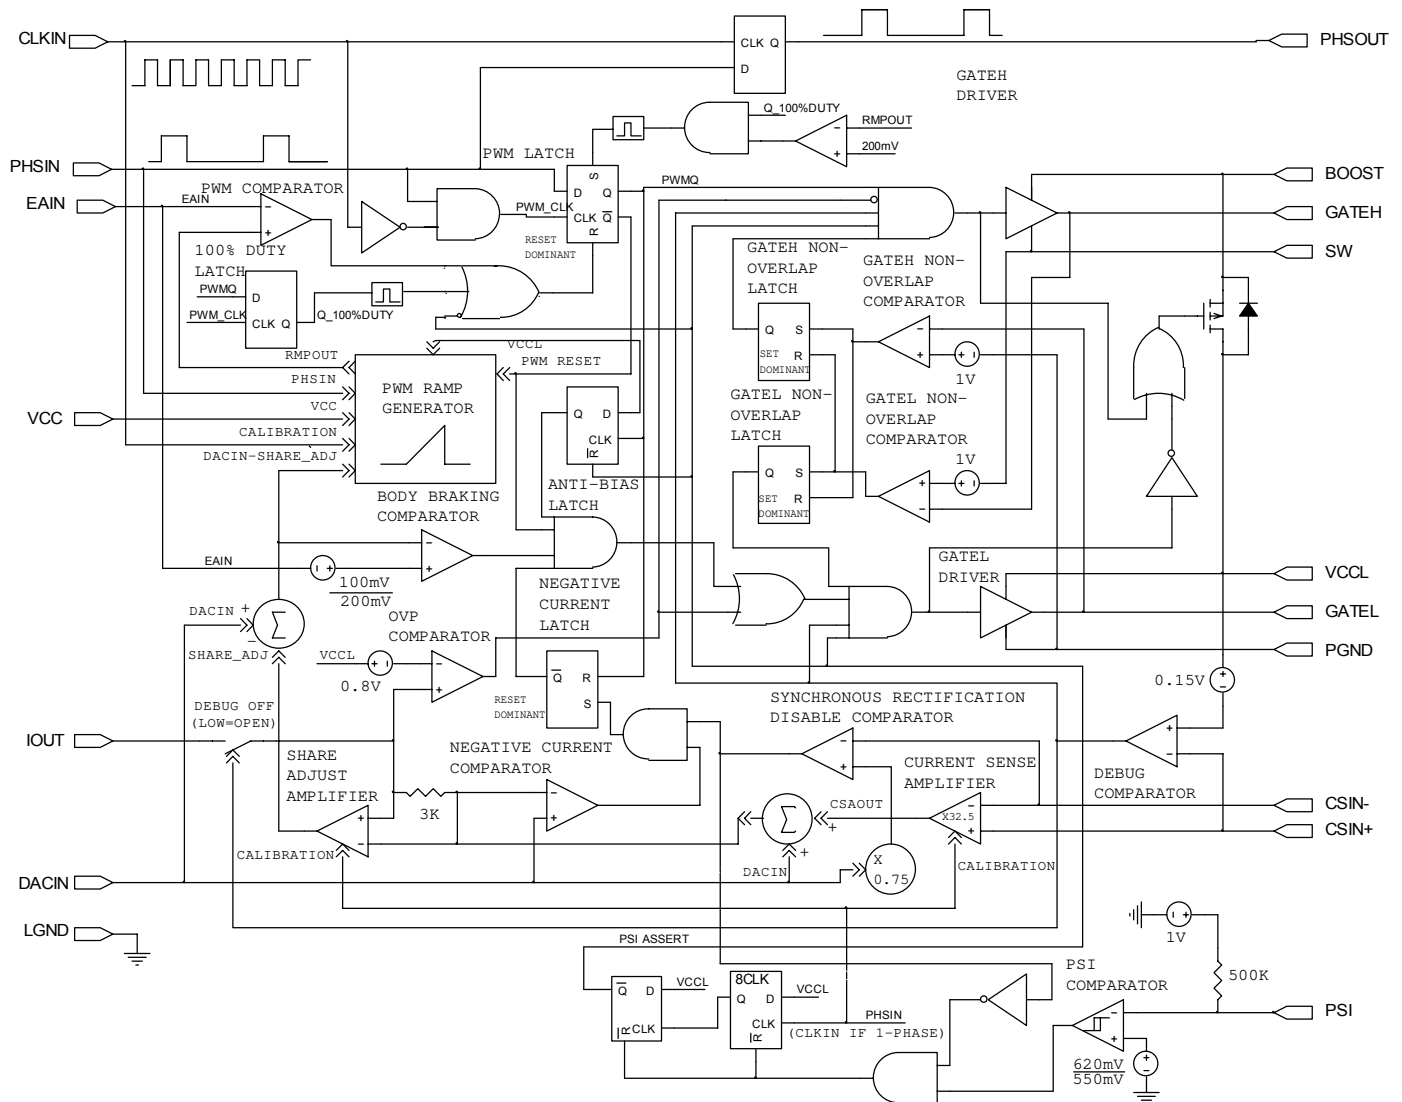 CLKIN
CLK Q
D
PHSOUT
GATEH
DRIVER
Q_100%DUTY
RMPOUT
-
200mV
+
PHSIN
PWM LATCH
S
D Q
CLK Q
R
PWMQ
BOOST
PWM COMPARATOR
EAIN
EAIN
-
+
PWM_CLK
RESET
DOMINANT
GATEH
SW
100% DUTY
LATCH
PWMQ
D
PWM_CLK
CLK Q
Q_100%DUTY
GATEH NON-
OVERLAP
LATCH
GATEH NON-
OVERLAP
COMPARATOR
Q S
R
SET
DOMINANT
-
+
+ -
1V
VCCL
PWM RESET
RMPOUT
PHSIN
VCC
VCC
CALIBRATION
DACIN-SHARE_ADJ
PWM RAMP
GENERATOR
Q D
CLK
R
ANTI-BIAS
LATCH
GATEL NON-
OVERLAP
LATCH
GATEL NON-
OVERLAP
COMPARATOR
1V
+ -
Q S
R
SET
DOMINANT
+
-
BODY BRAKING
COMPARATOR
-
+
EAIN
- +
100mV
200mV
NEGATIVE
CURRENT
LATCH
GATEL
DRIVER
VCCL
GATEL
PGND
DACIN
+
Σ
-
SHARE_ADJ
OVP
COMPARATOR
VCCL
+ -
0.8V
-
+
Q R
S
RESET
DOMINANT
0.15V
+
-
DEBUG OFF
(LOW=OPEN)
IOUT
SYNCHRONOUS RECTIFICATION
DISABLE COMPARATOR
-
+
+
-
DEBUG
COMPARATOR
SHARE
ADJUST
AMPLIFIER
+
-
3K
NEGATIVE CURRENT
COMPARATOR
-
+
CURRENT SENSE
AMPLIFIER
CSAOUT
Σ
+
+
X32.5
-
+
CSIN-
CSIN+
CALIBRATION
CALIBRATION
DACIN
DACIN
X
0.75
LGND
PSI ASSERT
+
-
1V
500K
Q D
CLK
R
VCCL
8CLK
Q D
CLK
R
VCCL
PHSIN
(CLKIN IF 1-PHASE)
PSI
COMPARATOR
-
+
PSI
620mV
550mV
+
-